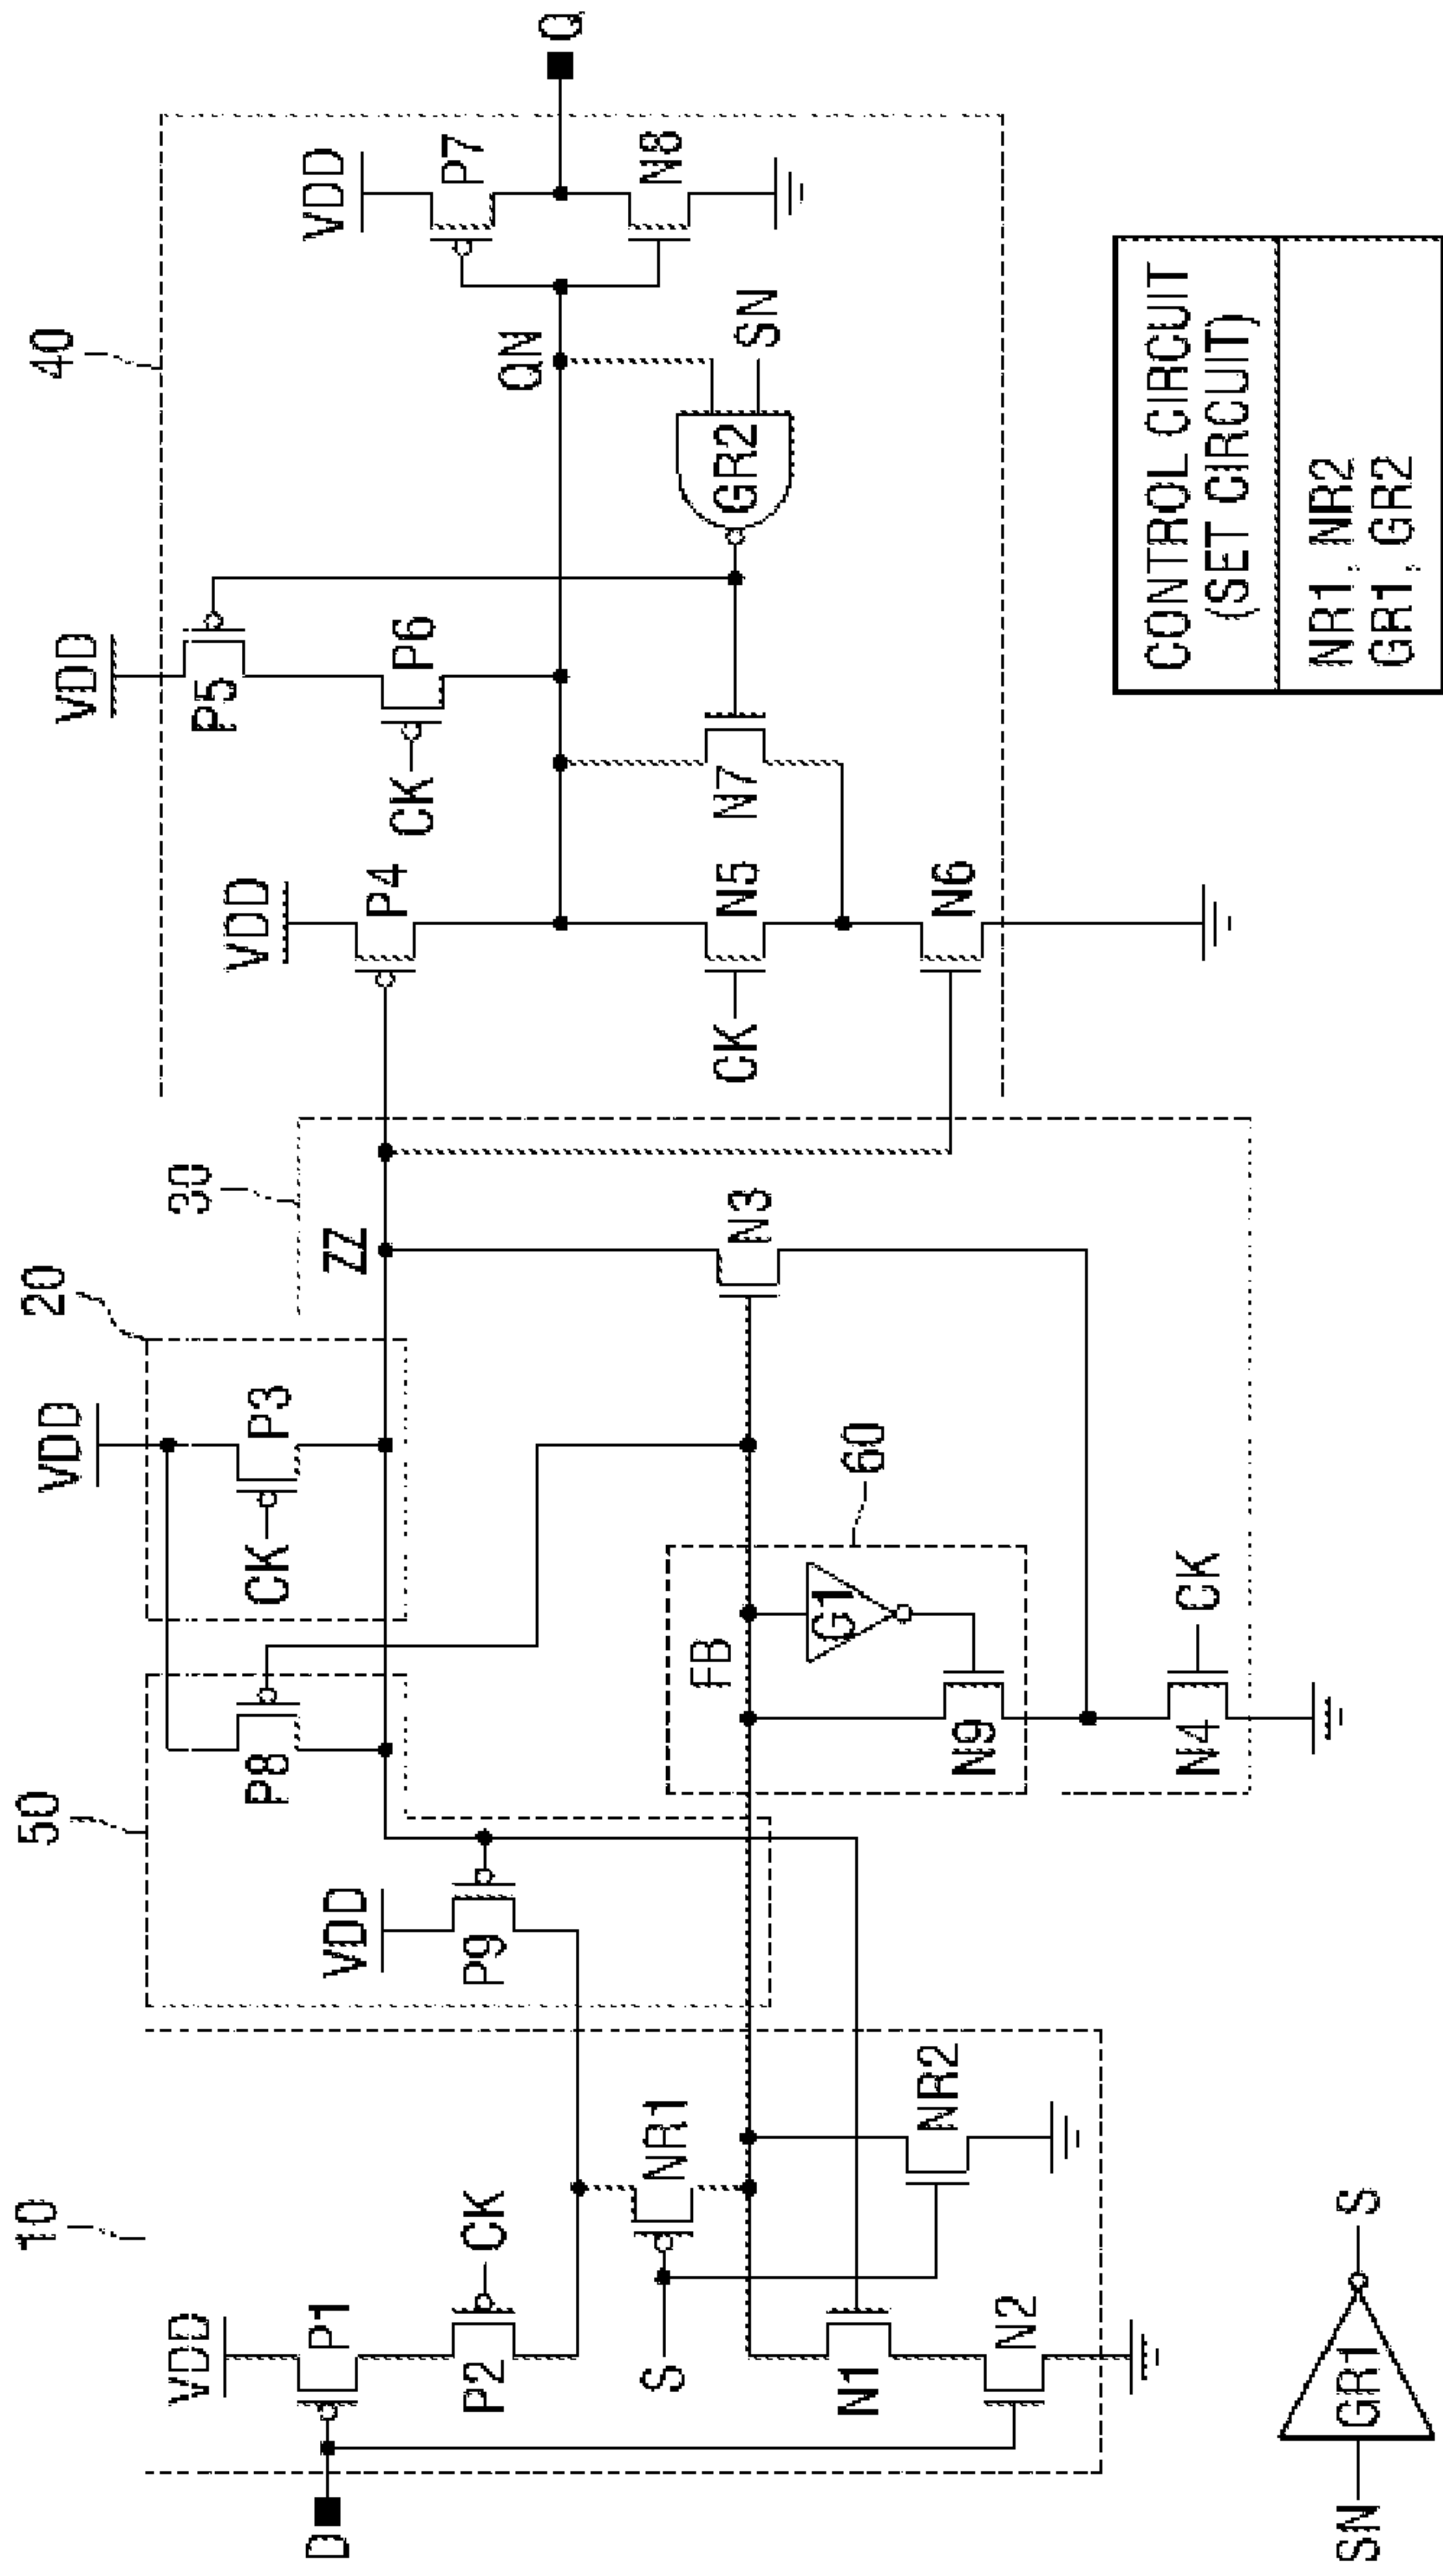 10
50
20
30
40
VDD
P1
P2
CK
D
S
NR1
NR2
N1
N2
VDD
P9
P8
VDD
P3
CK
FB
G1
60
N9
N4
CK
ZZ
N3
VDD
P4
CK
N5
N6
N7
VDD
P5
P6
CK
QN
GR2
SN
VDD
P7
N8
Q
SN
GR1
S
CONTROL CIRCUIT
(SET CIRCUIT)
NR1, NR2
GR1, GR2